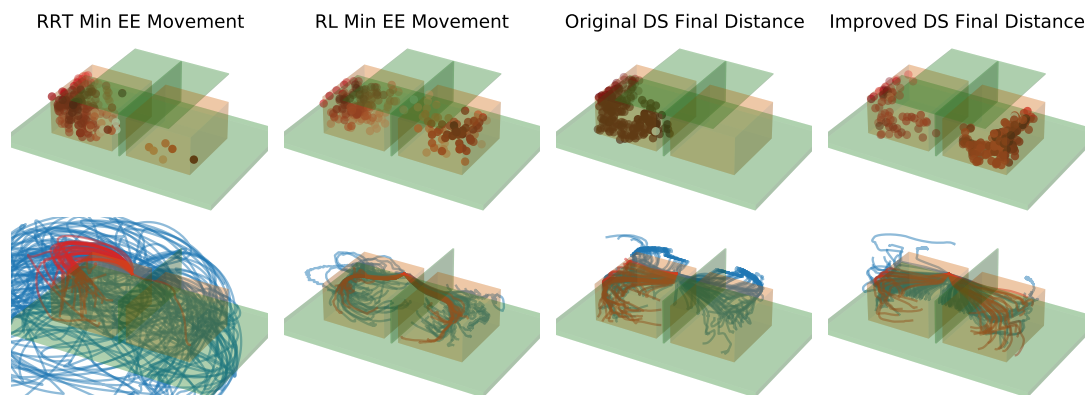 RRT Min EE Movement
RL Min EE Movement
Original DS Final Distance
Improved DS Final Distance